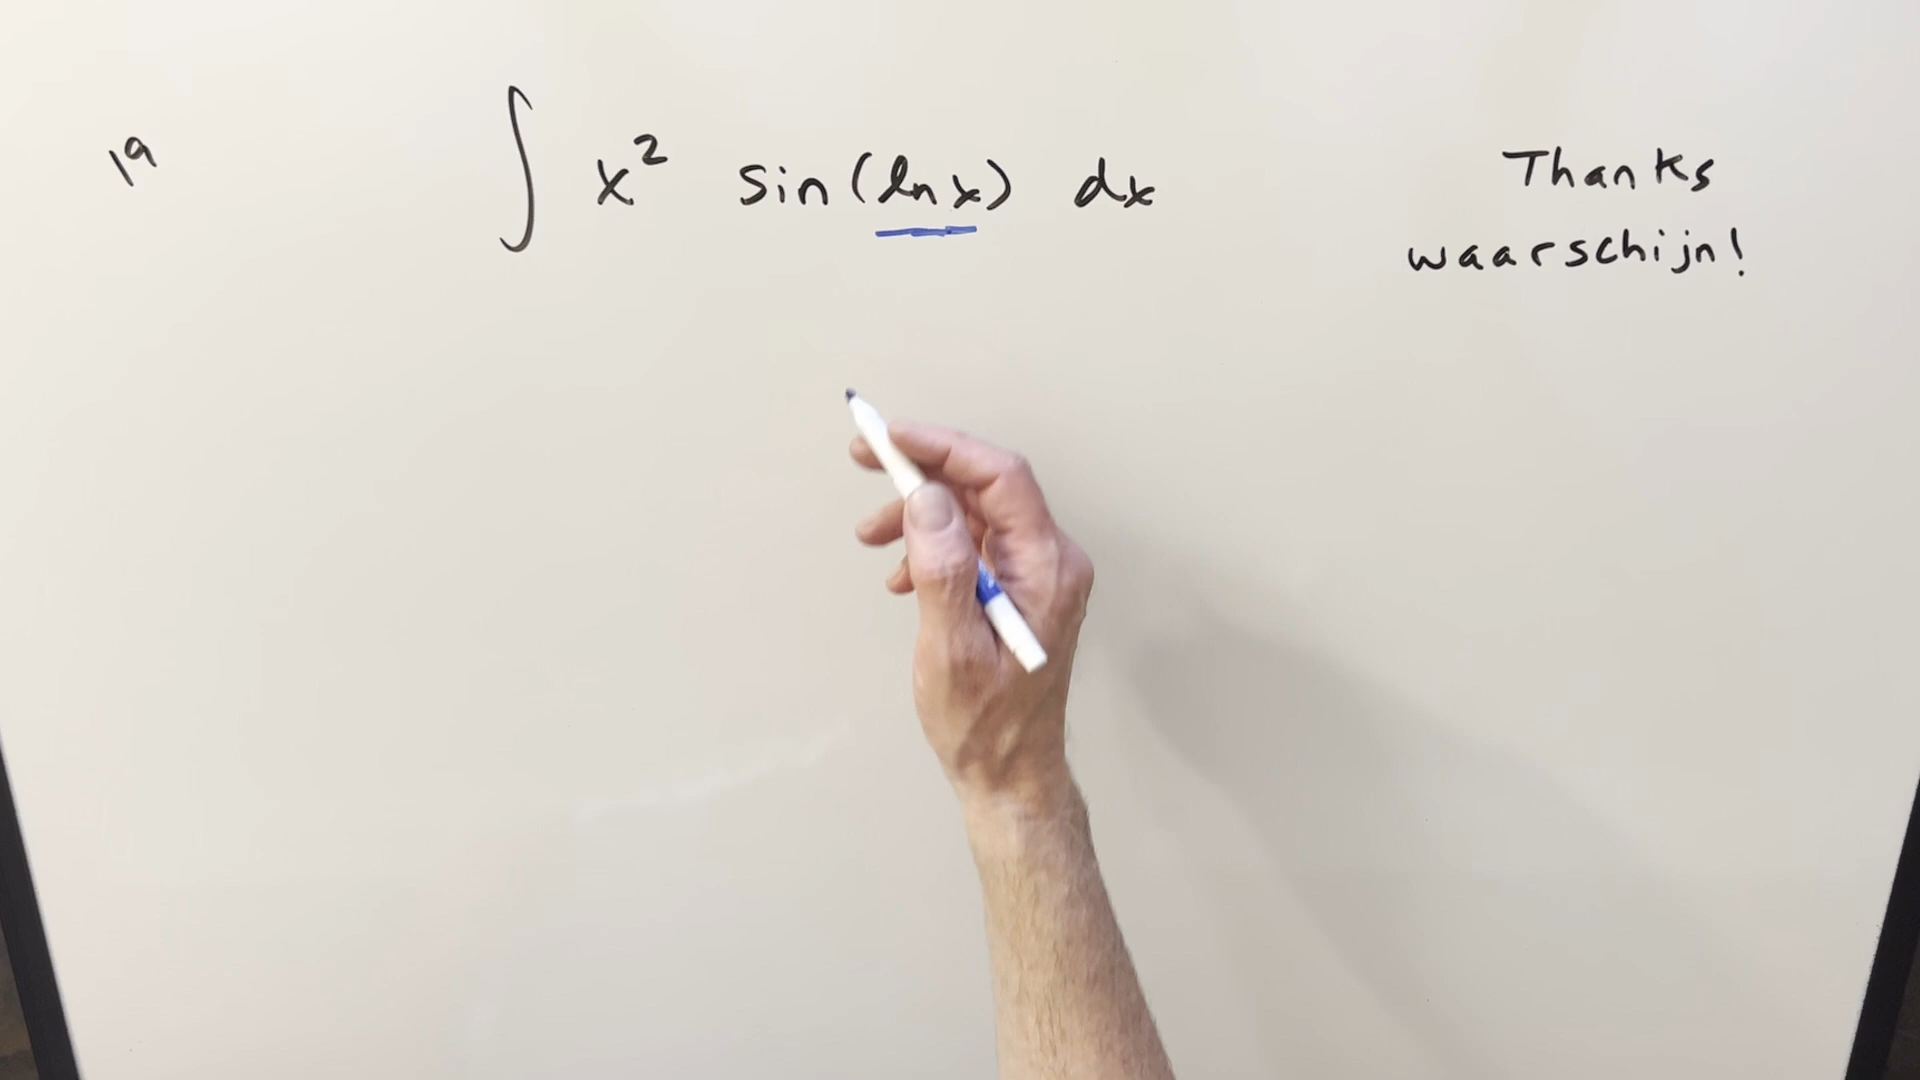 19
∫ x² sin(ln x) dx
Thanks
waarschijn!